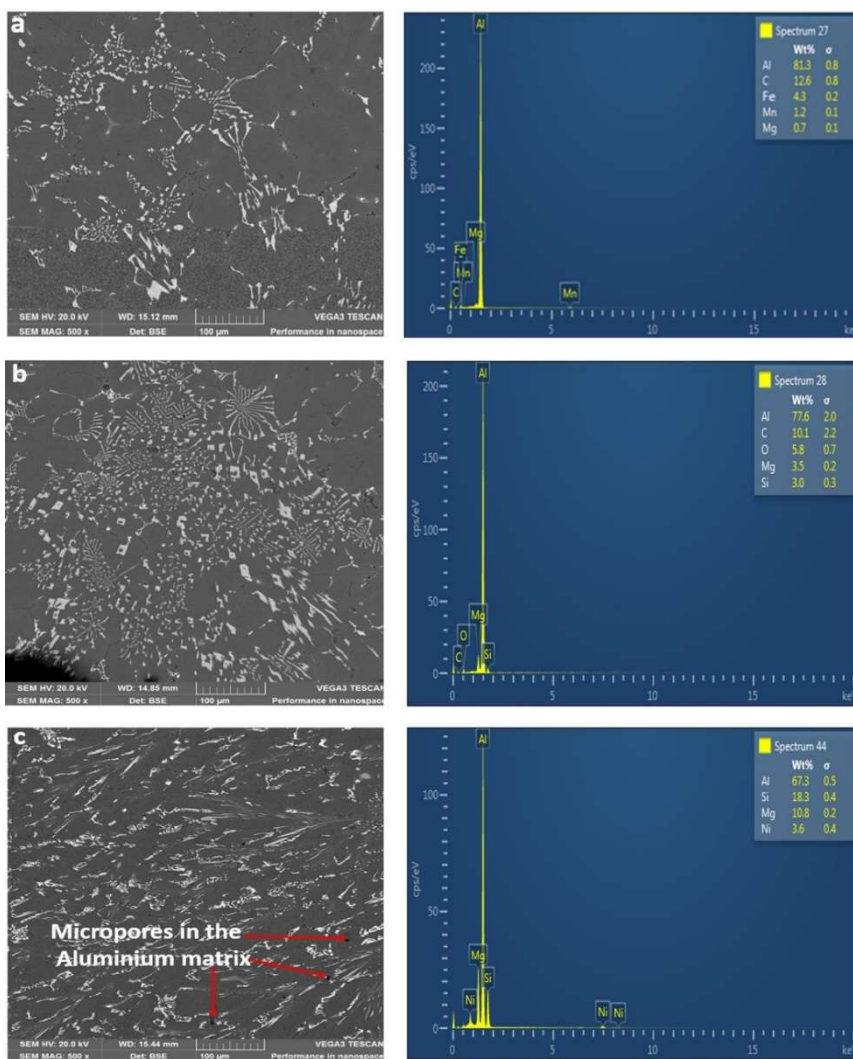 a
SEM HV: 20.0 kV WD: 15.12 mm VEGA3 TESCAN
SEM MAG: 500 x Det: BSE 100 µm Performance in nanospace
Spectrum 27
Wt% σ
Al 81.3 0.8
C 12.6 0.8
Fe 4.3 0.2
Mn 1.2 0.1
Mg 0.7 0.1
cps/eV
200
150
100
50
0
Al
Mg
Fe
Mn
C
Mn
0 5 10 15 ke
b
SEM HV: 20.0 kV WD: 14.85 mm VEGA3 TESCAN
SEM MAG: 500 x Det: BSE 100 µm Performance in nanospace
Spectrum 28
Wt% σ
Al 77.6 2.0
C 10.1 2.2
O 5.8 0.7
Mg 3.5 0.2
Si 3.0 0.3
cps/eV
200
150
100
50
0
Al
Mg
O
Si
C
0 5 10 15 ke
c
Micropores in the
Aluminium matrix
SEM HV: 20.0 kV WD: 15.44 mm VEGA3 TESCAN
SEM MAG: 500 x Det: BSE 100 µm Performance in nanospace
Spectrum 44
Wt% σ
Al 67.3 0.5
Si 18.3 0.4
Mg 10.8 0.2
Ni 3.6 0.4
cps/eV
100
50
0
Al
Mg
Si
Ni
Ni Ni
0 5 10 15 ke